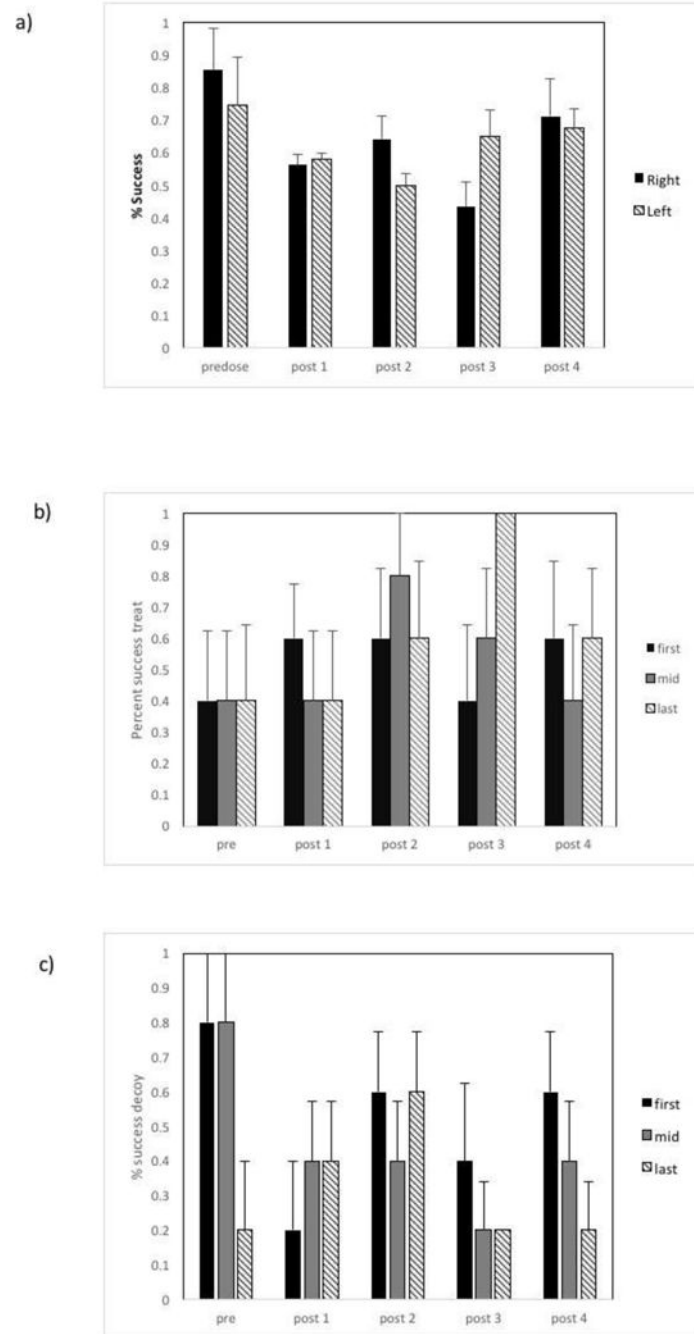 a)
% Success
1
0.9
0.8
0.7
0.6
0.5
0.4
0.3
0.2
0.1
0
predose post 1 post 2 post 3 post 4
Right
Left
b)
Percent success treat
1
0.9
0.8
0.7
0.6
0.5
0.4
0.3
0.2
0.1
0
pre post 1 post 2 post 3 post 4
first
mid
last
c)
% success decoy
1
0.9
0.8
0.7
0.6
0.5
0.4
0.3
0.2
0.1
0
pre post 1 post 2 post 3 post 4
first
mid
last